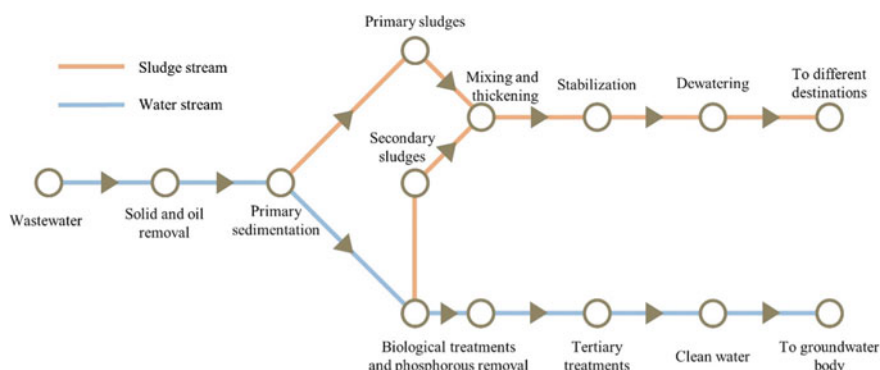 Primary sludges
Sludge stream
Water stream
Mixing and
thickening
Stabilization
Dewatering
To different
destinations
Secondary
sludges
Wastewater
Solid and oil
removal
Primary
sedimentation
Biological treatments
and phosphorous removal
Tertiary
treatments
Clean water
To groundwater
body